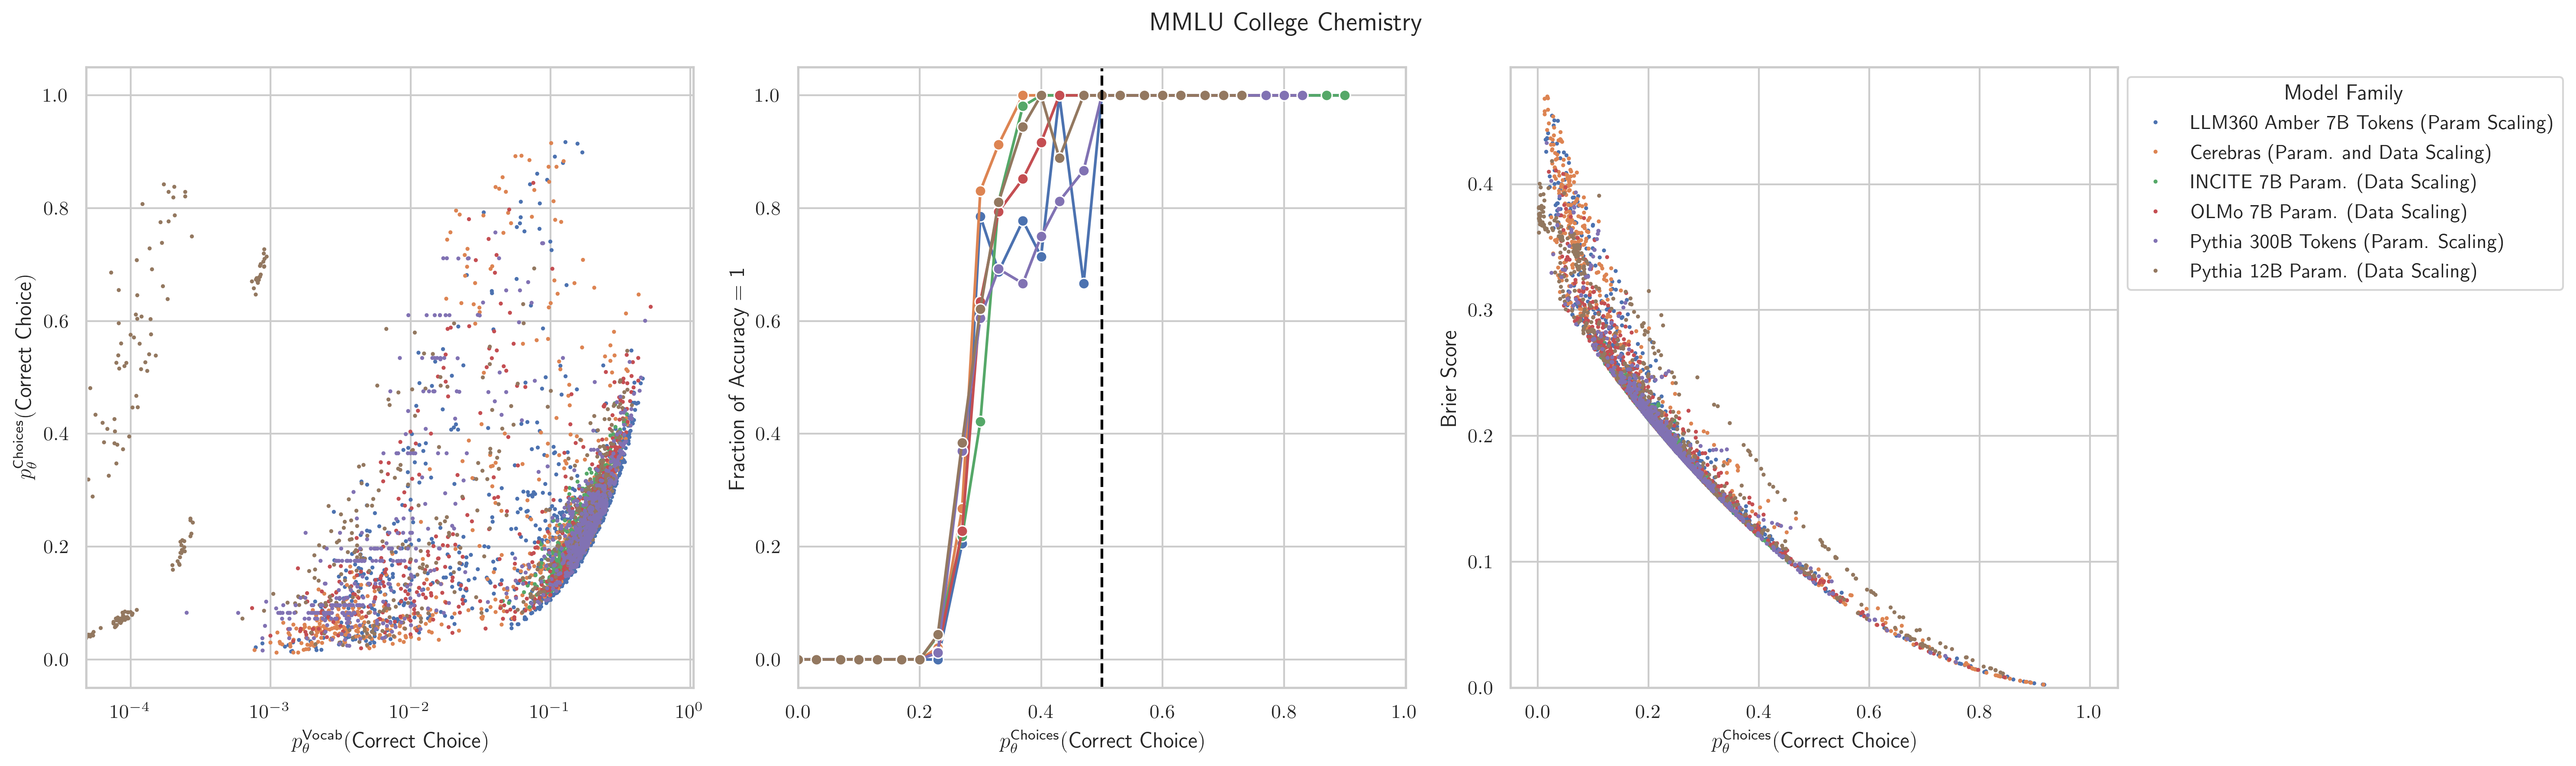 MMLU College Chemistry
1.0
0.8
0.6
0.4
0.2
0.0
p_θ^Choices(Correct Choice)
10^−4 10^−3 10^−2 10^−1 10^0
p_θ^Vocab(Correct Choice)
1.0
0.8
0.6
0.4
0.2
0.0
Fraction of Accuracy = 1
0.0 0.2 0.4 0.6 0.8 1.0
p_θ^Choices(Correct Choice)
0.4
0.3
0.2
0.1
0.0
Brier Score
0.0 0.2 0.4 0.6 0.8 1.0
p_θ^Choices(Correct Choice)
Model Family
LLM360 Amber 7B Tokens (Param Scaling)
Cerebras (Param. and Data Scaling)
INCITE 7B Param. (Data Scaling)
OLMo 7B Param. (Data Scaling)
Pythia 300B Tokens (Param. Scaling)
Pythia 12B Param. (Data Scaling)